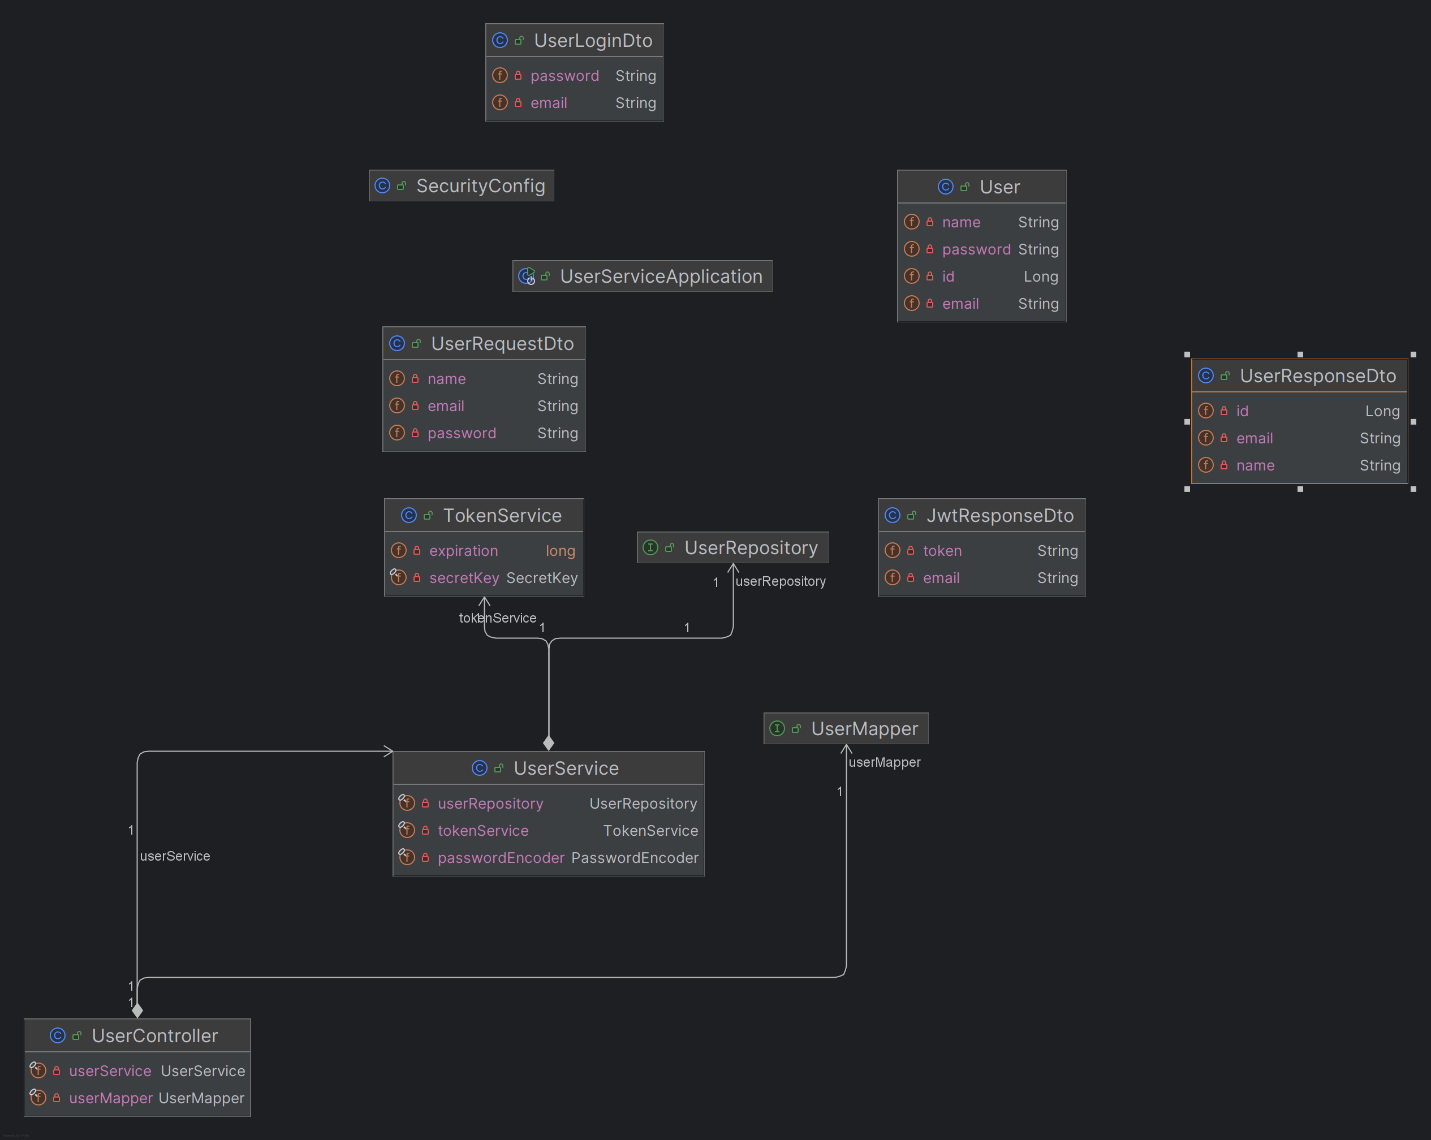 UserLoginDto
password String
email String
SecurityConfig
User
name String
password String
id Long
email String
UserServiceApplication
UserRequestDto
name String
email String
password String
UserResponseDto
id Long
email String
name String
TokenService
expiration long
secretKey SecretKey
UserRepository
JwtResponseDto
token String
email String
1 userRepository
tokenService
1
1
UserMapper
userMapper
1
UserService
userRepository UserRepository
tokenService TokenService
passwordEncoder PasswordEncoder
1
userService
1
1
UserController
userService UserService
userMapper UserMapper